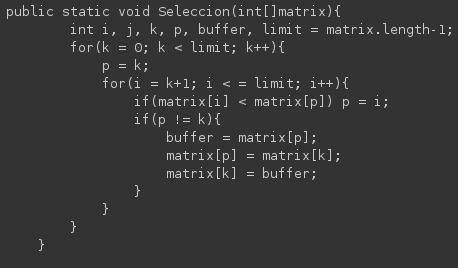 public static void Seleccion(int[]matrix){
int i, j, k, p, buffer, limit = matrix.length-1;
for(k = 0; k < limit; k++){
p = k;
for(i = k+1; i < = limit; i++){
if(matrix[i] < matrix[p]) p = i;
if(p != k){
buffer = matrix[p];
matrix[p] = matrix[k];
matrix[k] = buffer;
}
}
}
}